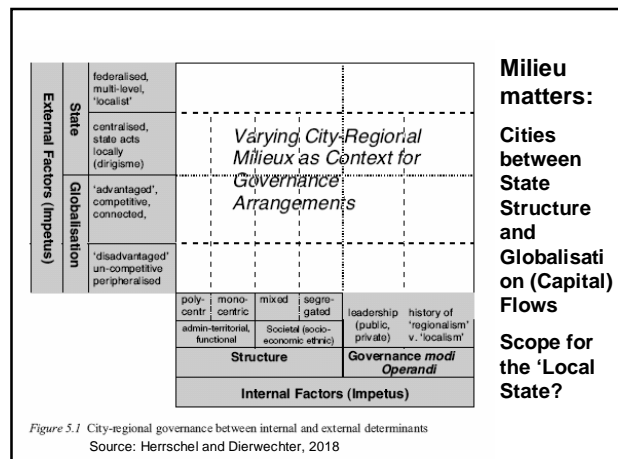 External Factors (Impetus)
State
Globalisation
federalised,
multi-level,
'localist'
centralised,
state acts
locally
(dirigisme)
'advantaged',
competitive,
connected,
'disadvantaged'
un-competitive
peripheralised
Varying City-Regional
Milieux as Context for
Governance
Arrangements
poly-
centr
mono-
centric
mixed
segre-
gated
leadership
(public,
private)
history of
'regionalism'
v. 'localism'
admin-territorial,
functional
Societal (socio-
economic ethnic)
Structure
Governance modi
Operandi
Internal Factors (Impetus)
Figure 5.1 City-regional governance between internal and external determinants
Source: Herrschel and Dierwechter, 2018
Milieu
matters:
Cities
between
State
Structure
and
Globalisati
on (Capital)
Flows
Scope for
the 'Local
State?